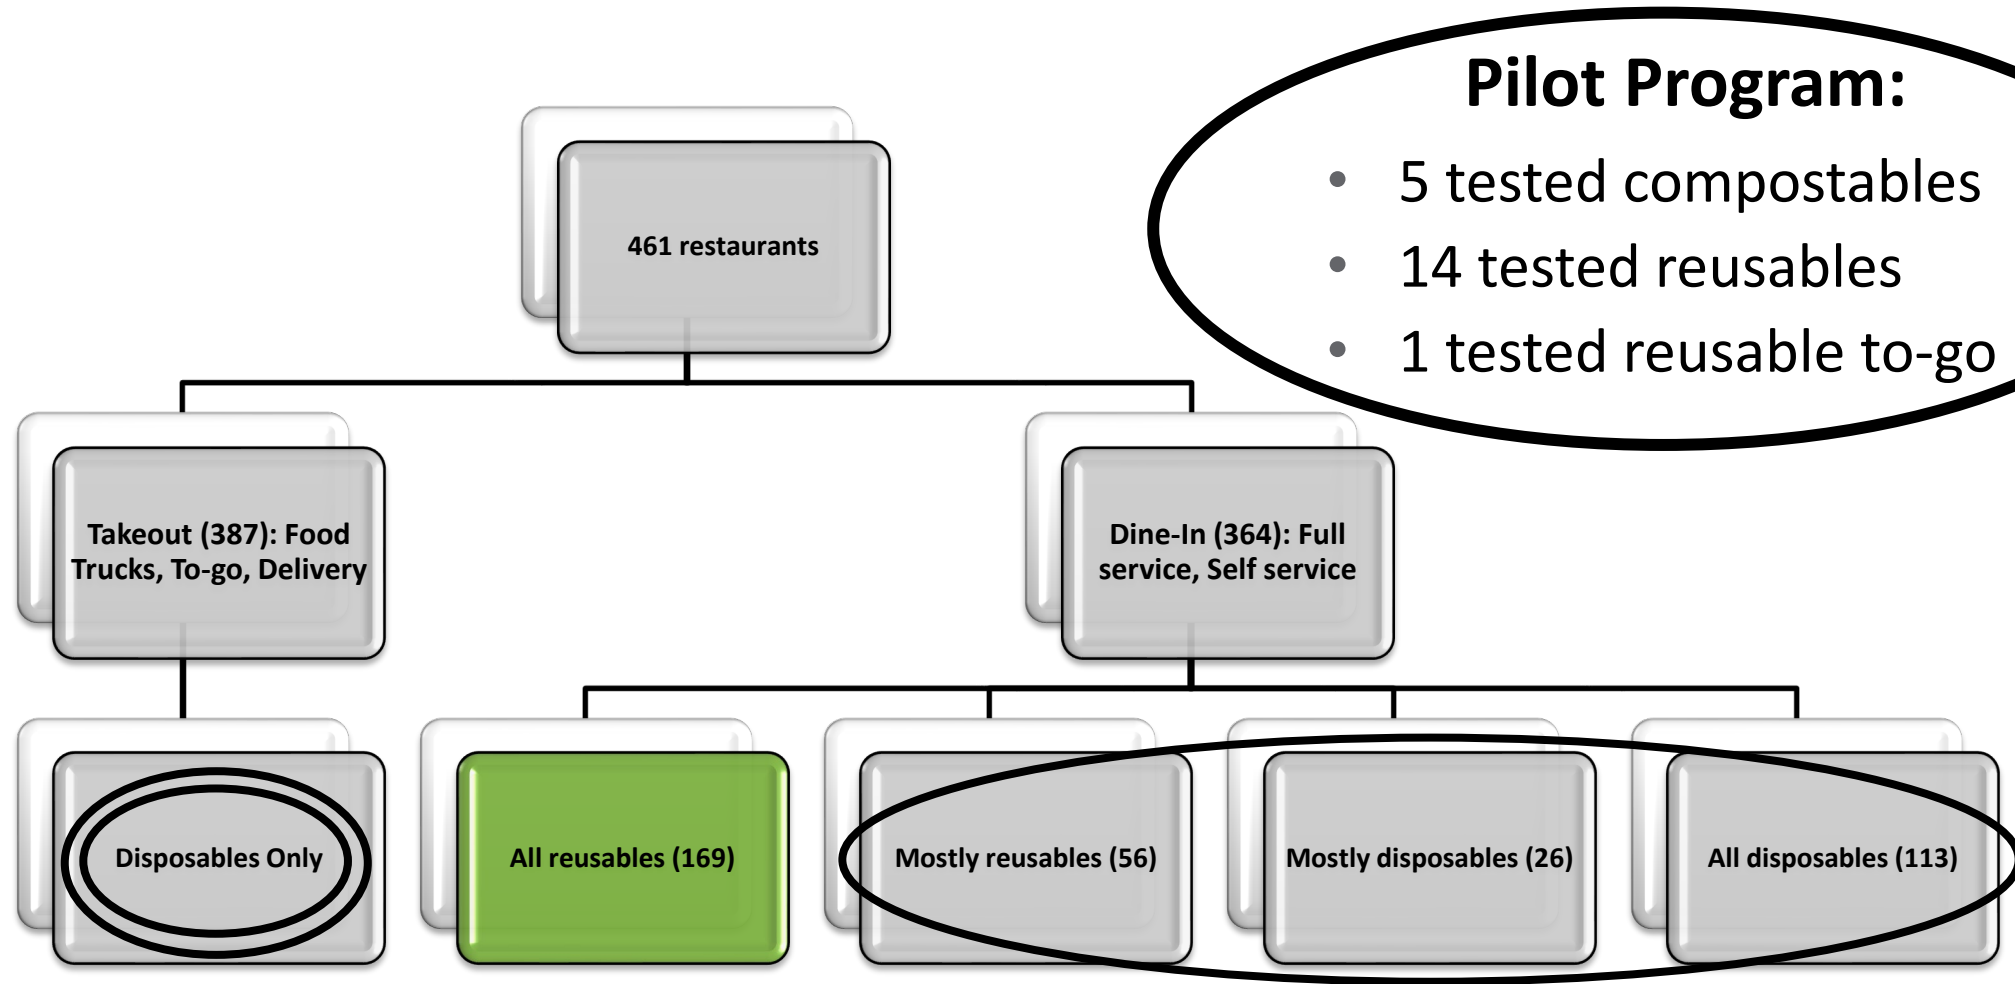 Pilot Program:
• 5 tested compostables
• 14 tested reusables
• 1 tested reusable to-go
461 restaurants
Takeout (387): Food
Trucks, To-go, Delivery
Dine-In (364): Full
service, Self service
Disposables Only
All reusables (169)
Mostly reusables (56)
Mostly disposables (26)
All disposables (113)